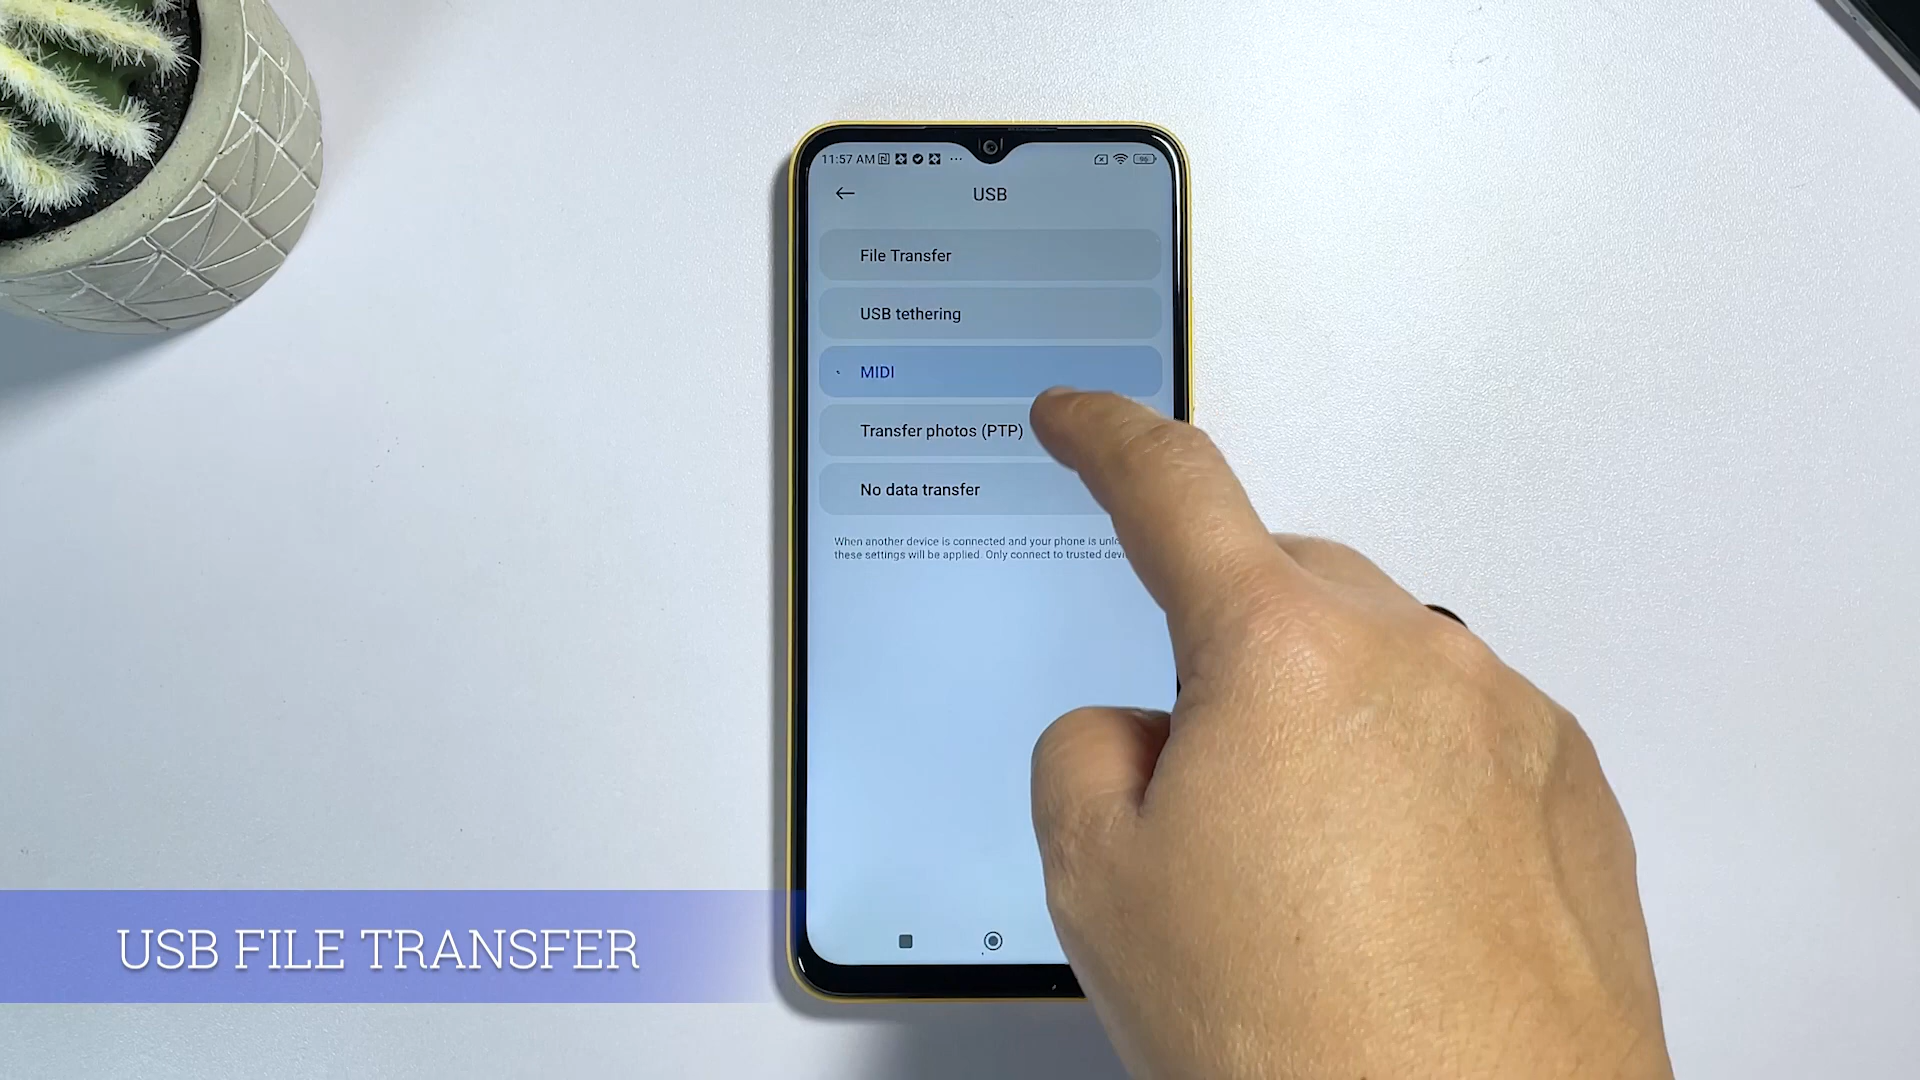 11:57 AM
96
USB
File Transfer
USB tethering
MIDI
Transfer photos (PTP)
No data transfer
When another device is connected and your phone is
these settings will be applied. Only connect to trusted
USB FILE TRANSFER